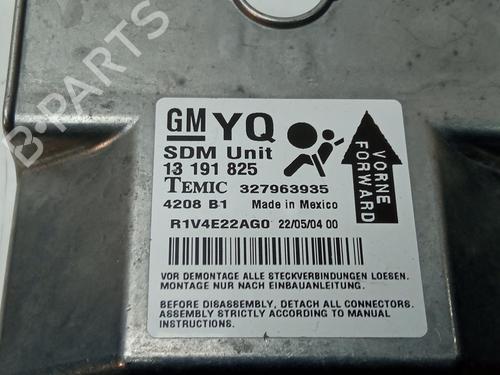 B-PARTS
GM YQ
SDM Unit
13 191 825
TEMIC 327963935
4208 B1 Made in Mexico
R1V4E22AG0 22/05/04 00
VORNE
FORWARD
VOR DEMONTAGE ALLE STECKVERBINDUNGEN LOESEN.
MONTAGE NUR NACH EINBAUANLEITUNG.
BEFORE DISASSEMBLY, DETACH ALL CONNECTORS.
ASSEMBLY STRICTLY ACCORDING TO MANUAL
INSTRUCTIONS.
B-PARTS